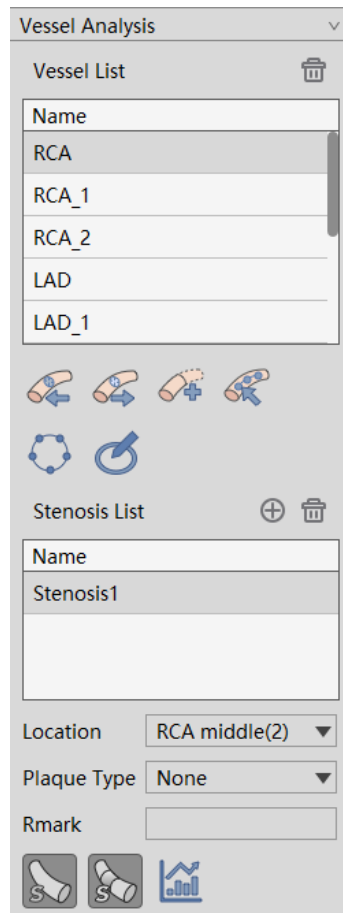 Vessel Analysis
Vessel List
Name
RCA
RCA_1
RCA_2
LAD
LAD_1
Stenosis List
Name
Stenosis1
Location RCA middle(2)
Plaque Type None
Rmark
S S